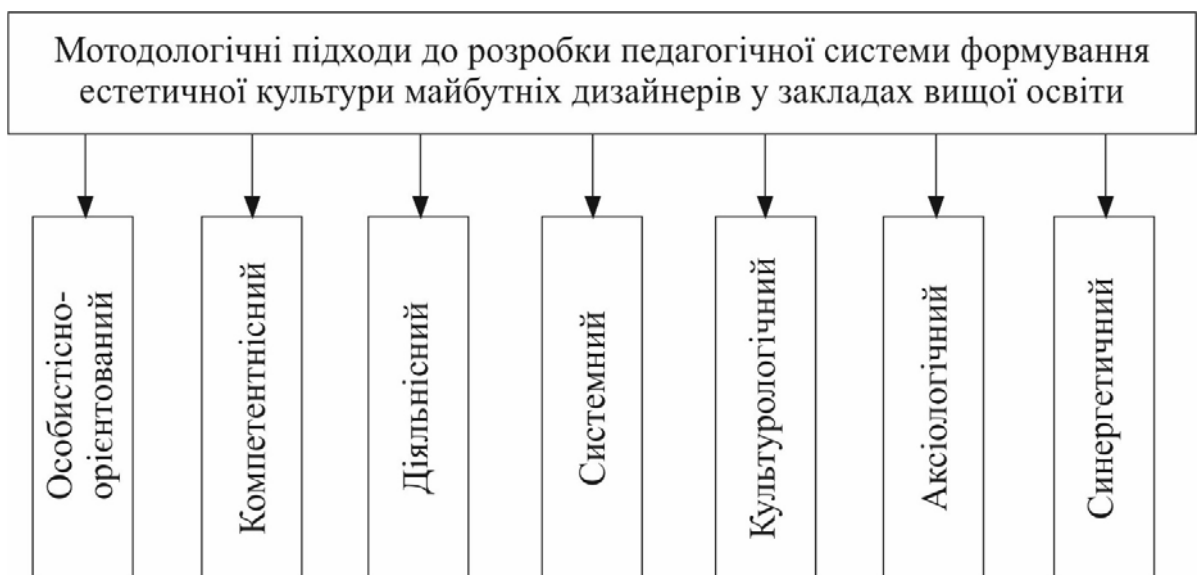 Мотодологічні підходи до розробки педагогічної системи формування
естетичної культури майбутніх дизайнерів у закладах вищої освіти
Особистісно-
орієнтований
Компетентнісний
Діяльнісний
Системний
Культурологічний
Аксіологічний
Синергетичний